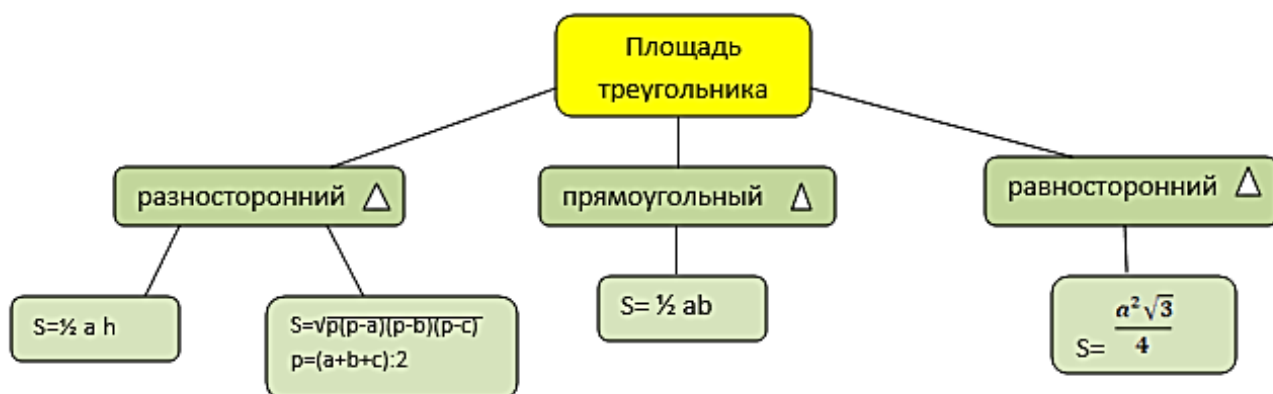 Площадь
треугольника
разносторонний
прямоугольный
равносторонний
S=½ a h
S=√p(p-a)(p-b)(p-c)
p=(a+b+c):2
S= ½ ab
S= a²√3/4